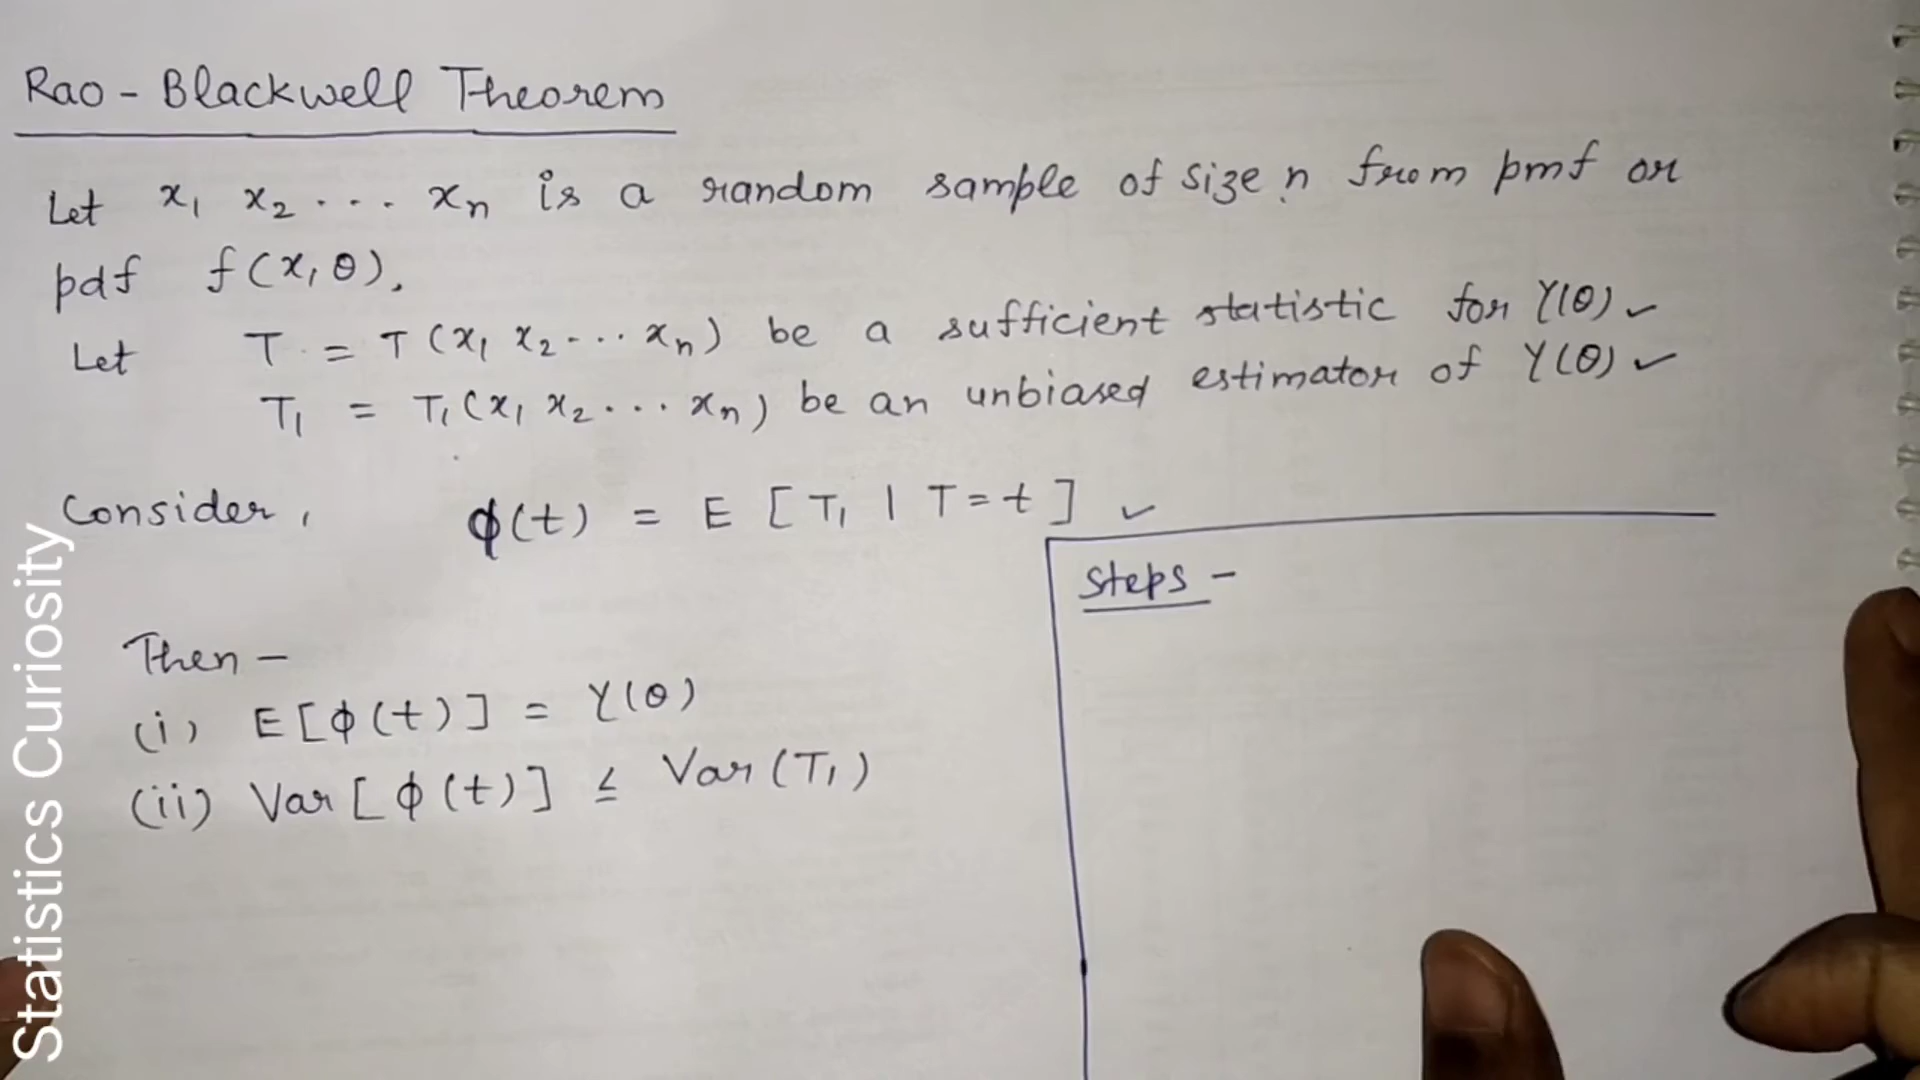 Rao - Blackwell Theorem
Let x₁ x₂ ... xₙ is a random sample of size n from pmf or
pdf f(x, θ).
Let T = T(x₁ x₂ ... xₙ) be a sufficient statistic for γ(θ) ✓
T₁ = T₁(x₁ x₂ ... xₙ) be an unbiased estimator of γ(θ) ✓
Consider, ϕ(t) = E [T₁ | T = t] ✓
Steps -
Then -
(i) E[ϕ(t)] = γ(θ)
(ii) Var[ϕ(t)] ≤ Var(T₁)
Statistics Curiosity